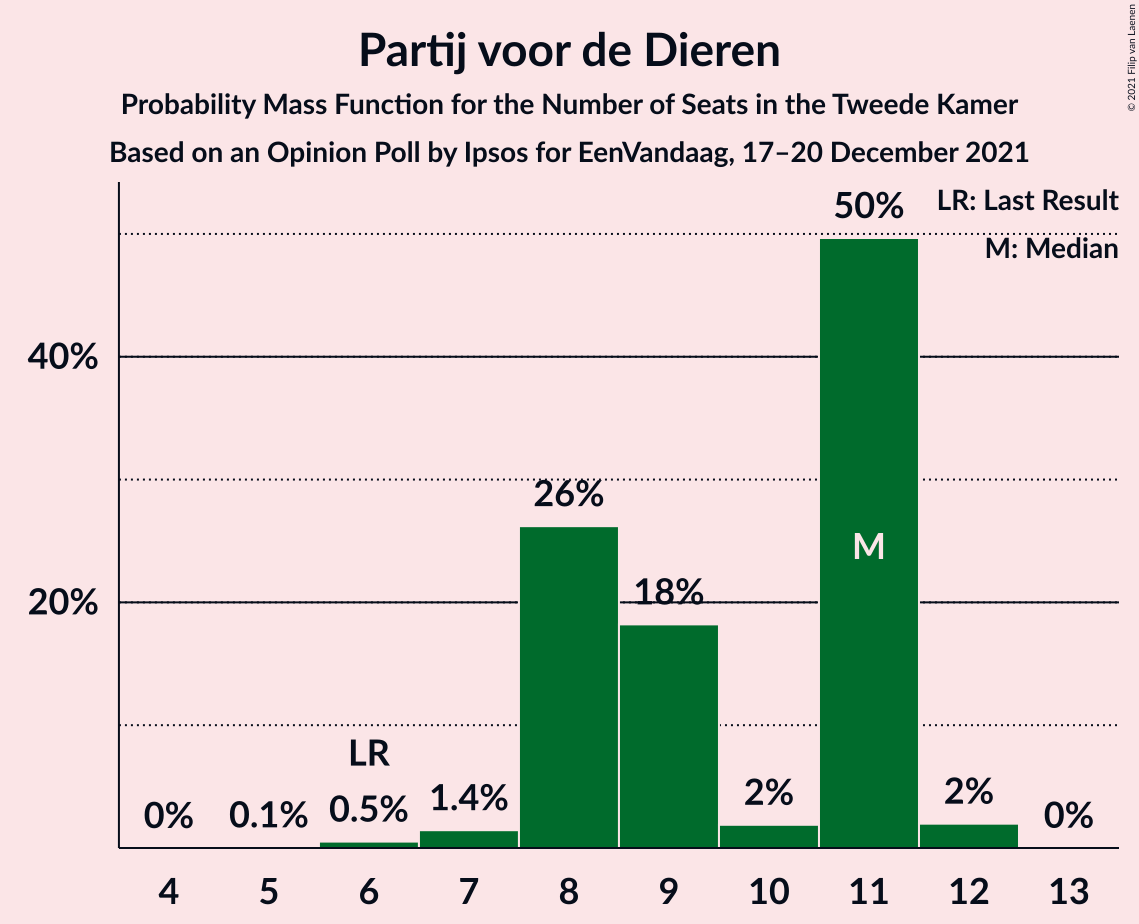 Partij voor de Dieren
Probability Mass Function for the Number of Seats in the Tweede Kamer
Based on an Opinion Poll by Ipsos for EenVandaag, 17–20 December 2021
© 2021 Filip van Laenen
LR: Last Result
M: Median
50%
40%
26%
M
20%
18%
LR
0%
0.1%
0.5%
1.4%
2%
2%
0%
4 5 6 7 8 9 10 11 12 13